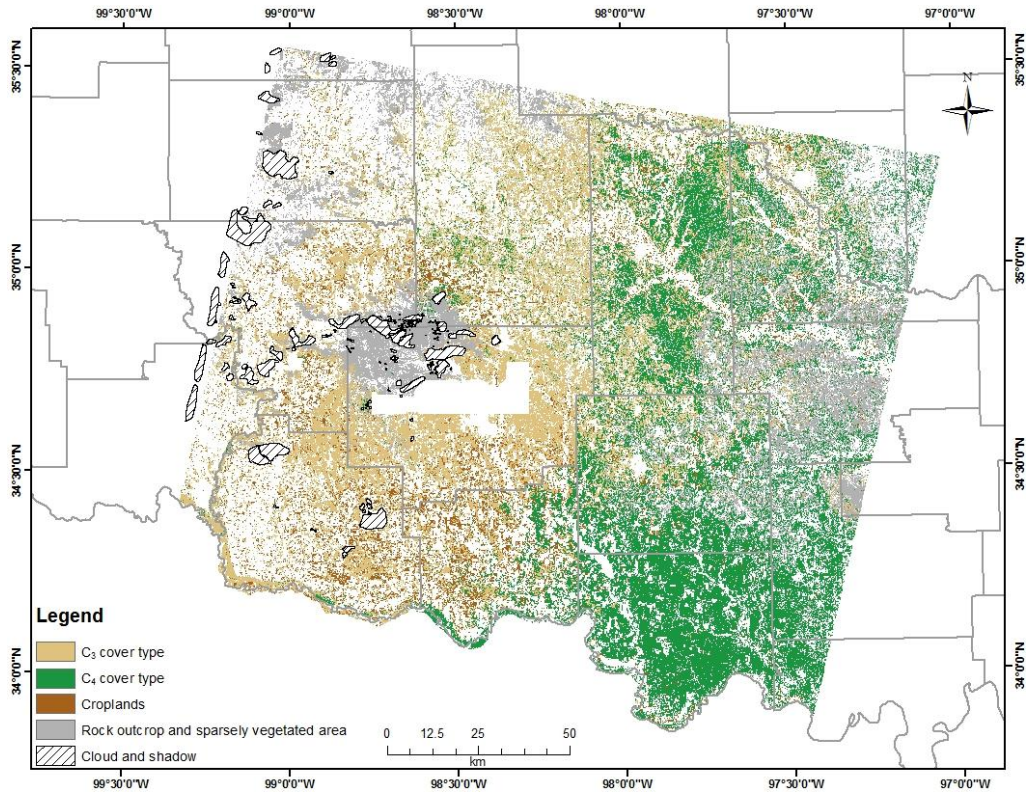 99°30'0"W 99°0'0"W 98°30'0"W 98°0'0"W 97°30'0"W 97°0'0"W
N
35°30'0"N 35°30'0"N
35°0'0"N 35°0'0"N
34°30'0"N 34°30'0"N
34°0'0"N 34°0'0"N
Legend
C₃ cover type
C₄ cover type
Croplands
Rock outcrop and sparsely vegetated area
Cloud and shadow
0 12.5 25 50
km
99°30'0"W 99°0'0"W 98°30'0"W 98°0'0"W 97°30'0"W 97°0'0"W